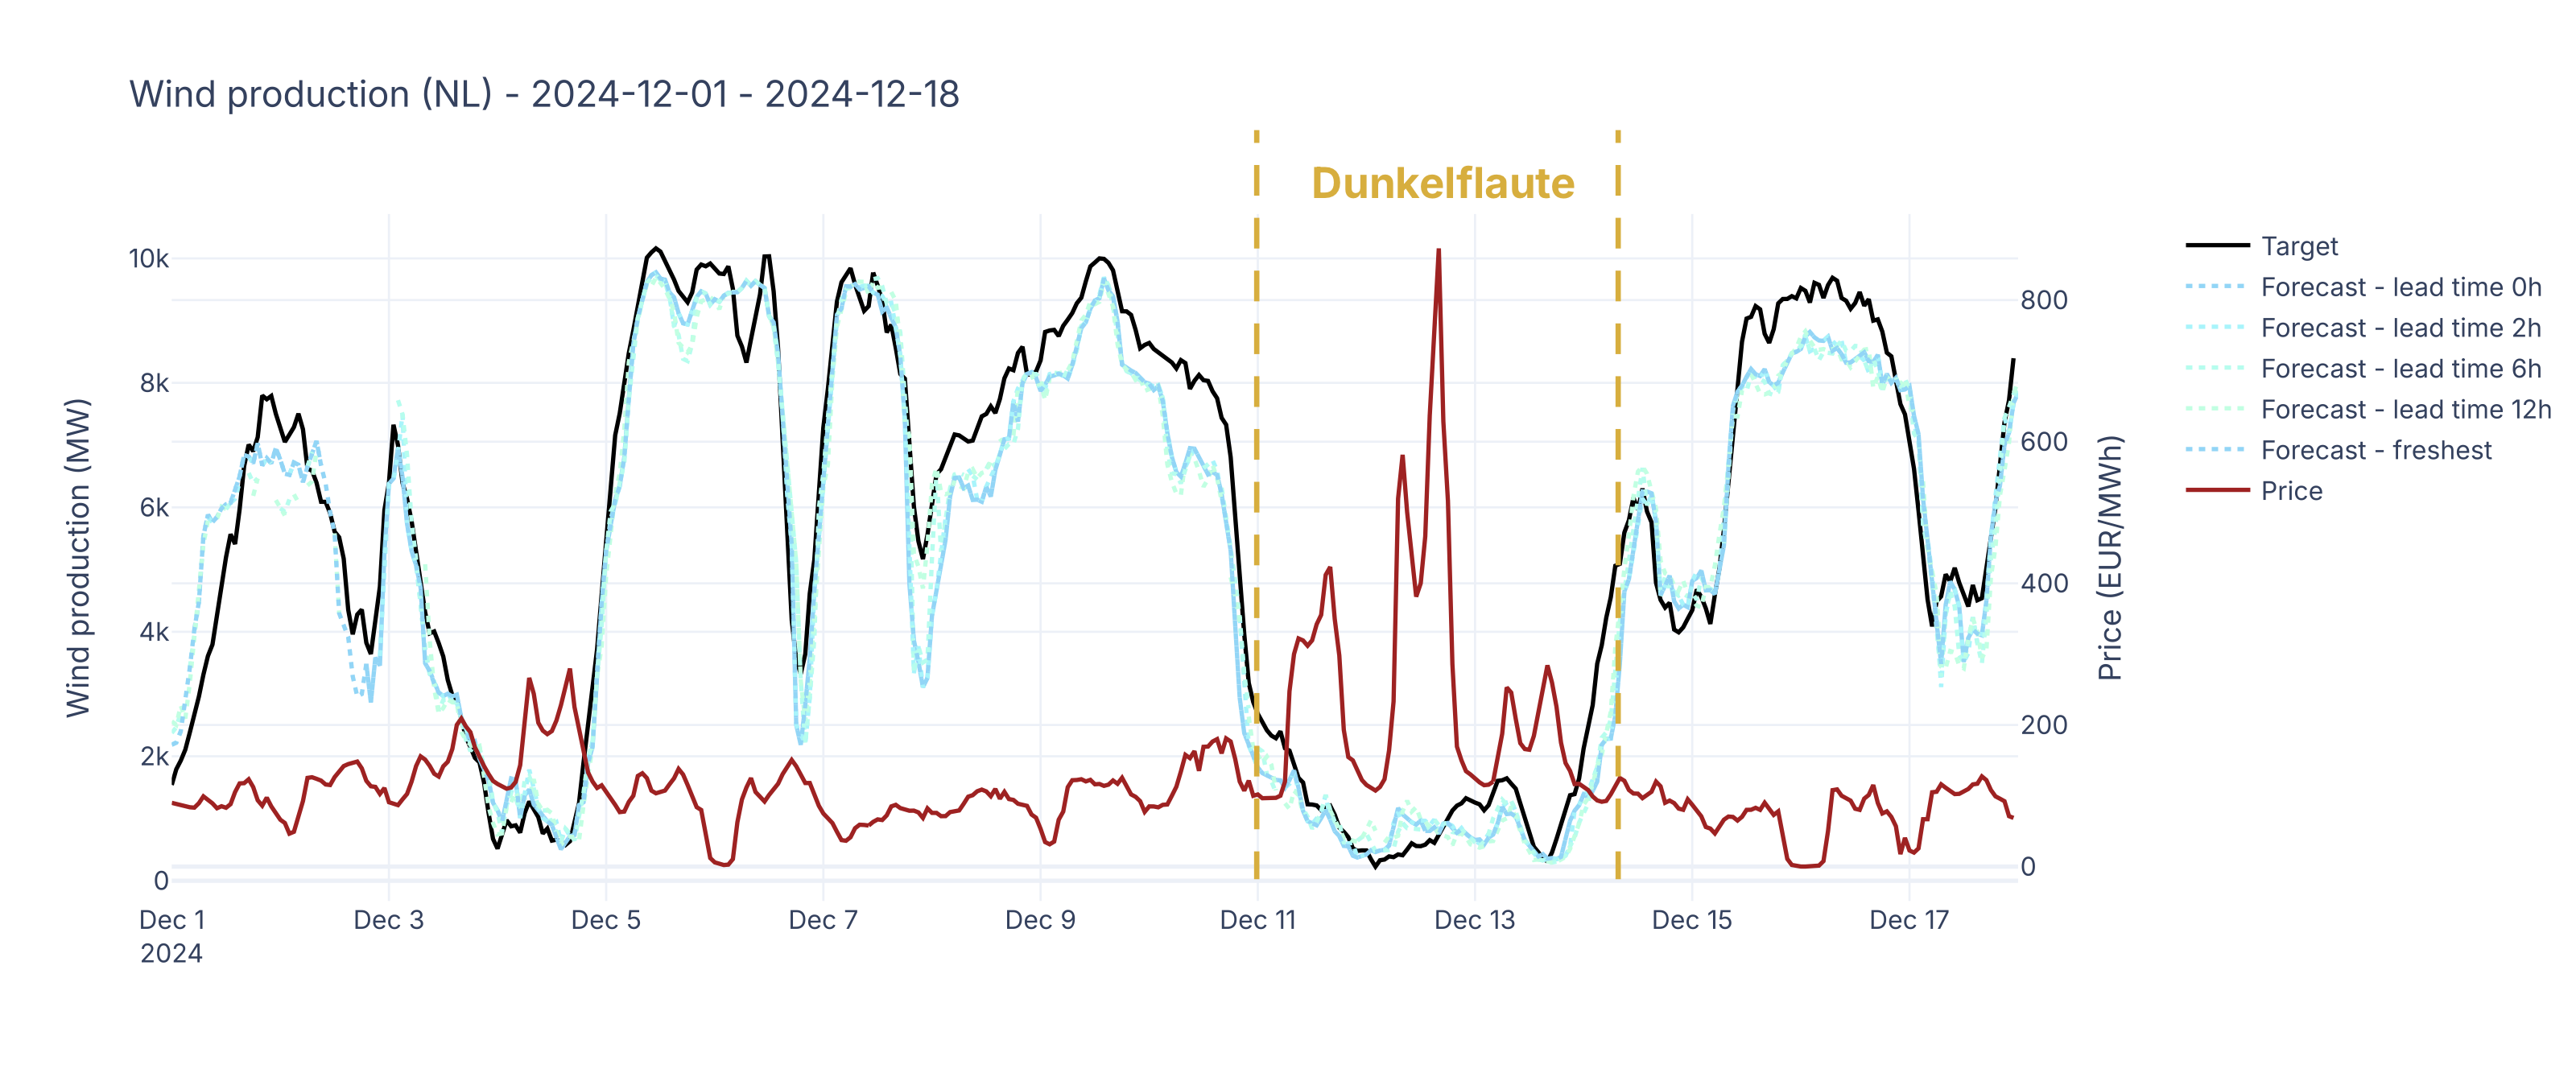 Wind production (NL) - 2024-12-01 - 2024-12-18
Dunkelflaute
Wind production (MW)
10k
8k
6k
4k
2k
0
800
600
400
200
0
Price (EUR/MWh)
Dec 1
2024
Dec 3
Dec 5
Dec 7
Dec 9
Dec 11
Dec 13
Dec 15
Dec 17
Target
Forecast - lead time 0h
Forecast - lead time 2h
Forecast - lead time 6h
Forecast - lead time 12h
Forecast - freshest
Price